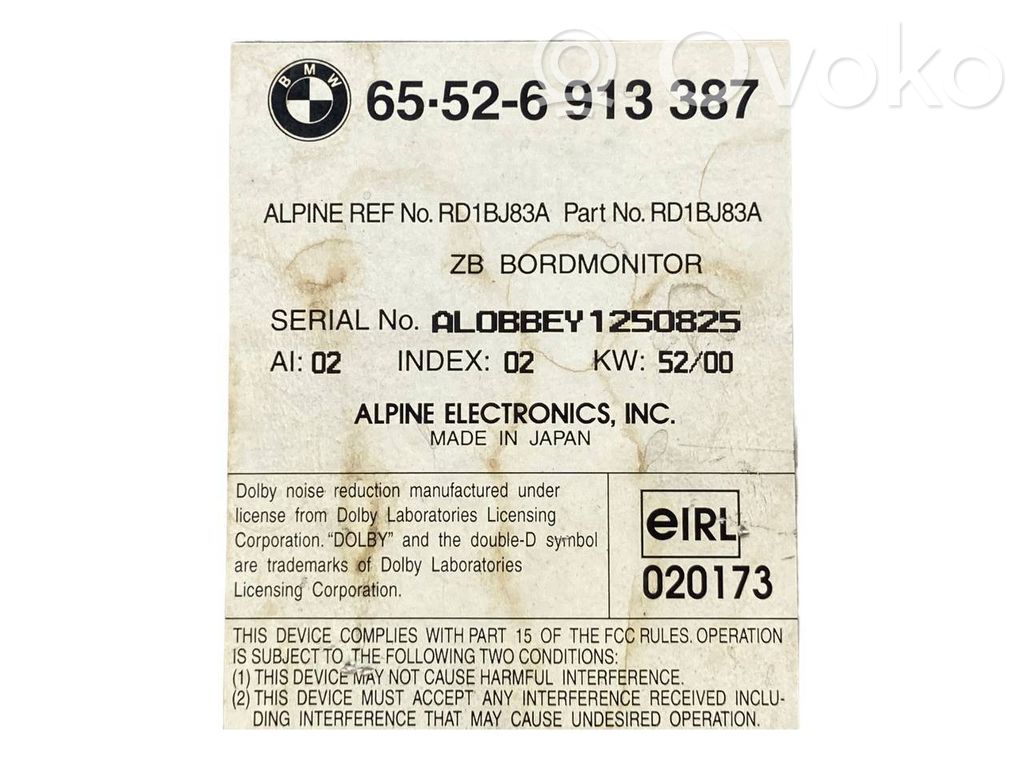 Ovoko
BMW 65·52-6 913 387
ALPINE REF No. RD1BJ83A Part No. RD1BJ83A
ZB BORDMONITOR
SERIAL No. ALOBBEY1250825
AI: 02 INDEX: 02 KW: 52/00
ALPINE ELECTRONICS, INC.
MADE IN JAPAN
Dolby noise reduction manufactured under
license from Dolby Laboratories Licensing
Corporation. “DOLBY” and the double-D symbol
are trademarks of Dolby Laboratories
Licensing Corporation.
eIRL
020173
THIS DEVICE COMPLIES WITH PART 15 OF THE FCC RULES. OPERATION
IS SUBJECT TO THE FOLLOWING TWO CONDITIONS:
(1) THIS DEVICE MAY NOT CAUSE HARMFUL INTERFERENCE.
(2) THIS DEVICE MUST ACCEPT ANY INTERFERENCE RECEIVED INCLU-
DING INTERFERENCE THAT MAY CAUSE UNDESIRED OPERATION.